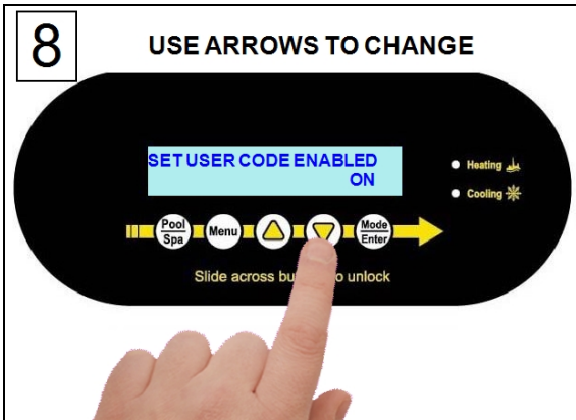 8
USE ARROWS TO CHANGE
SET USER CODE ENABLED
ON
Heating
Cooling
Pool
Spa
Menu
Mode
Enter
Slide across bu o unlock